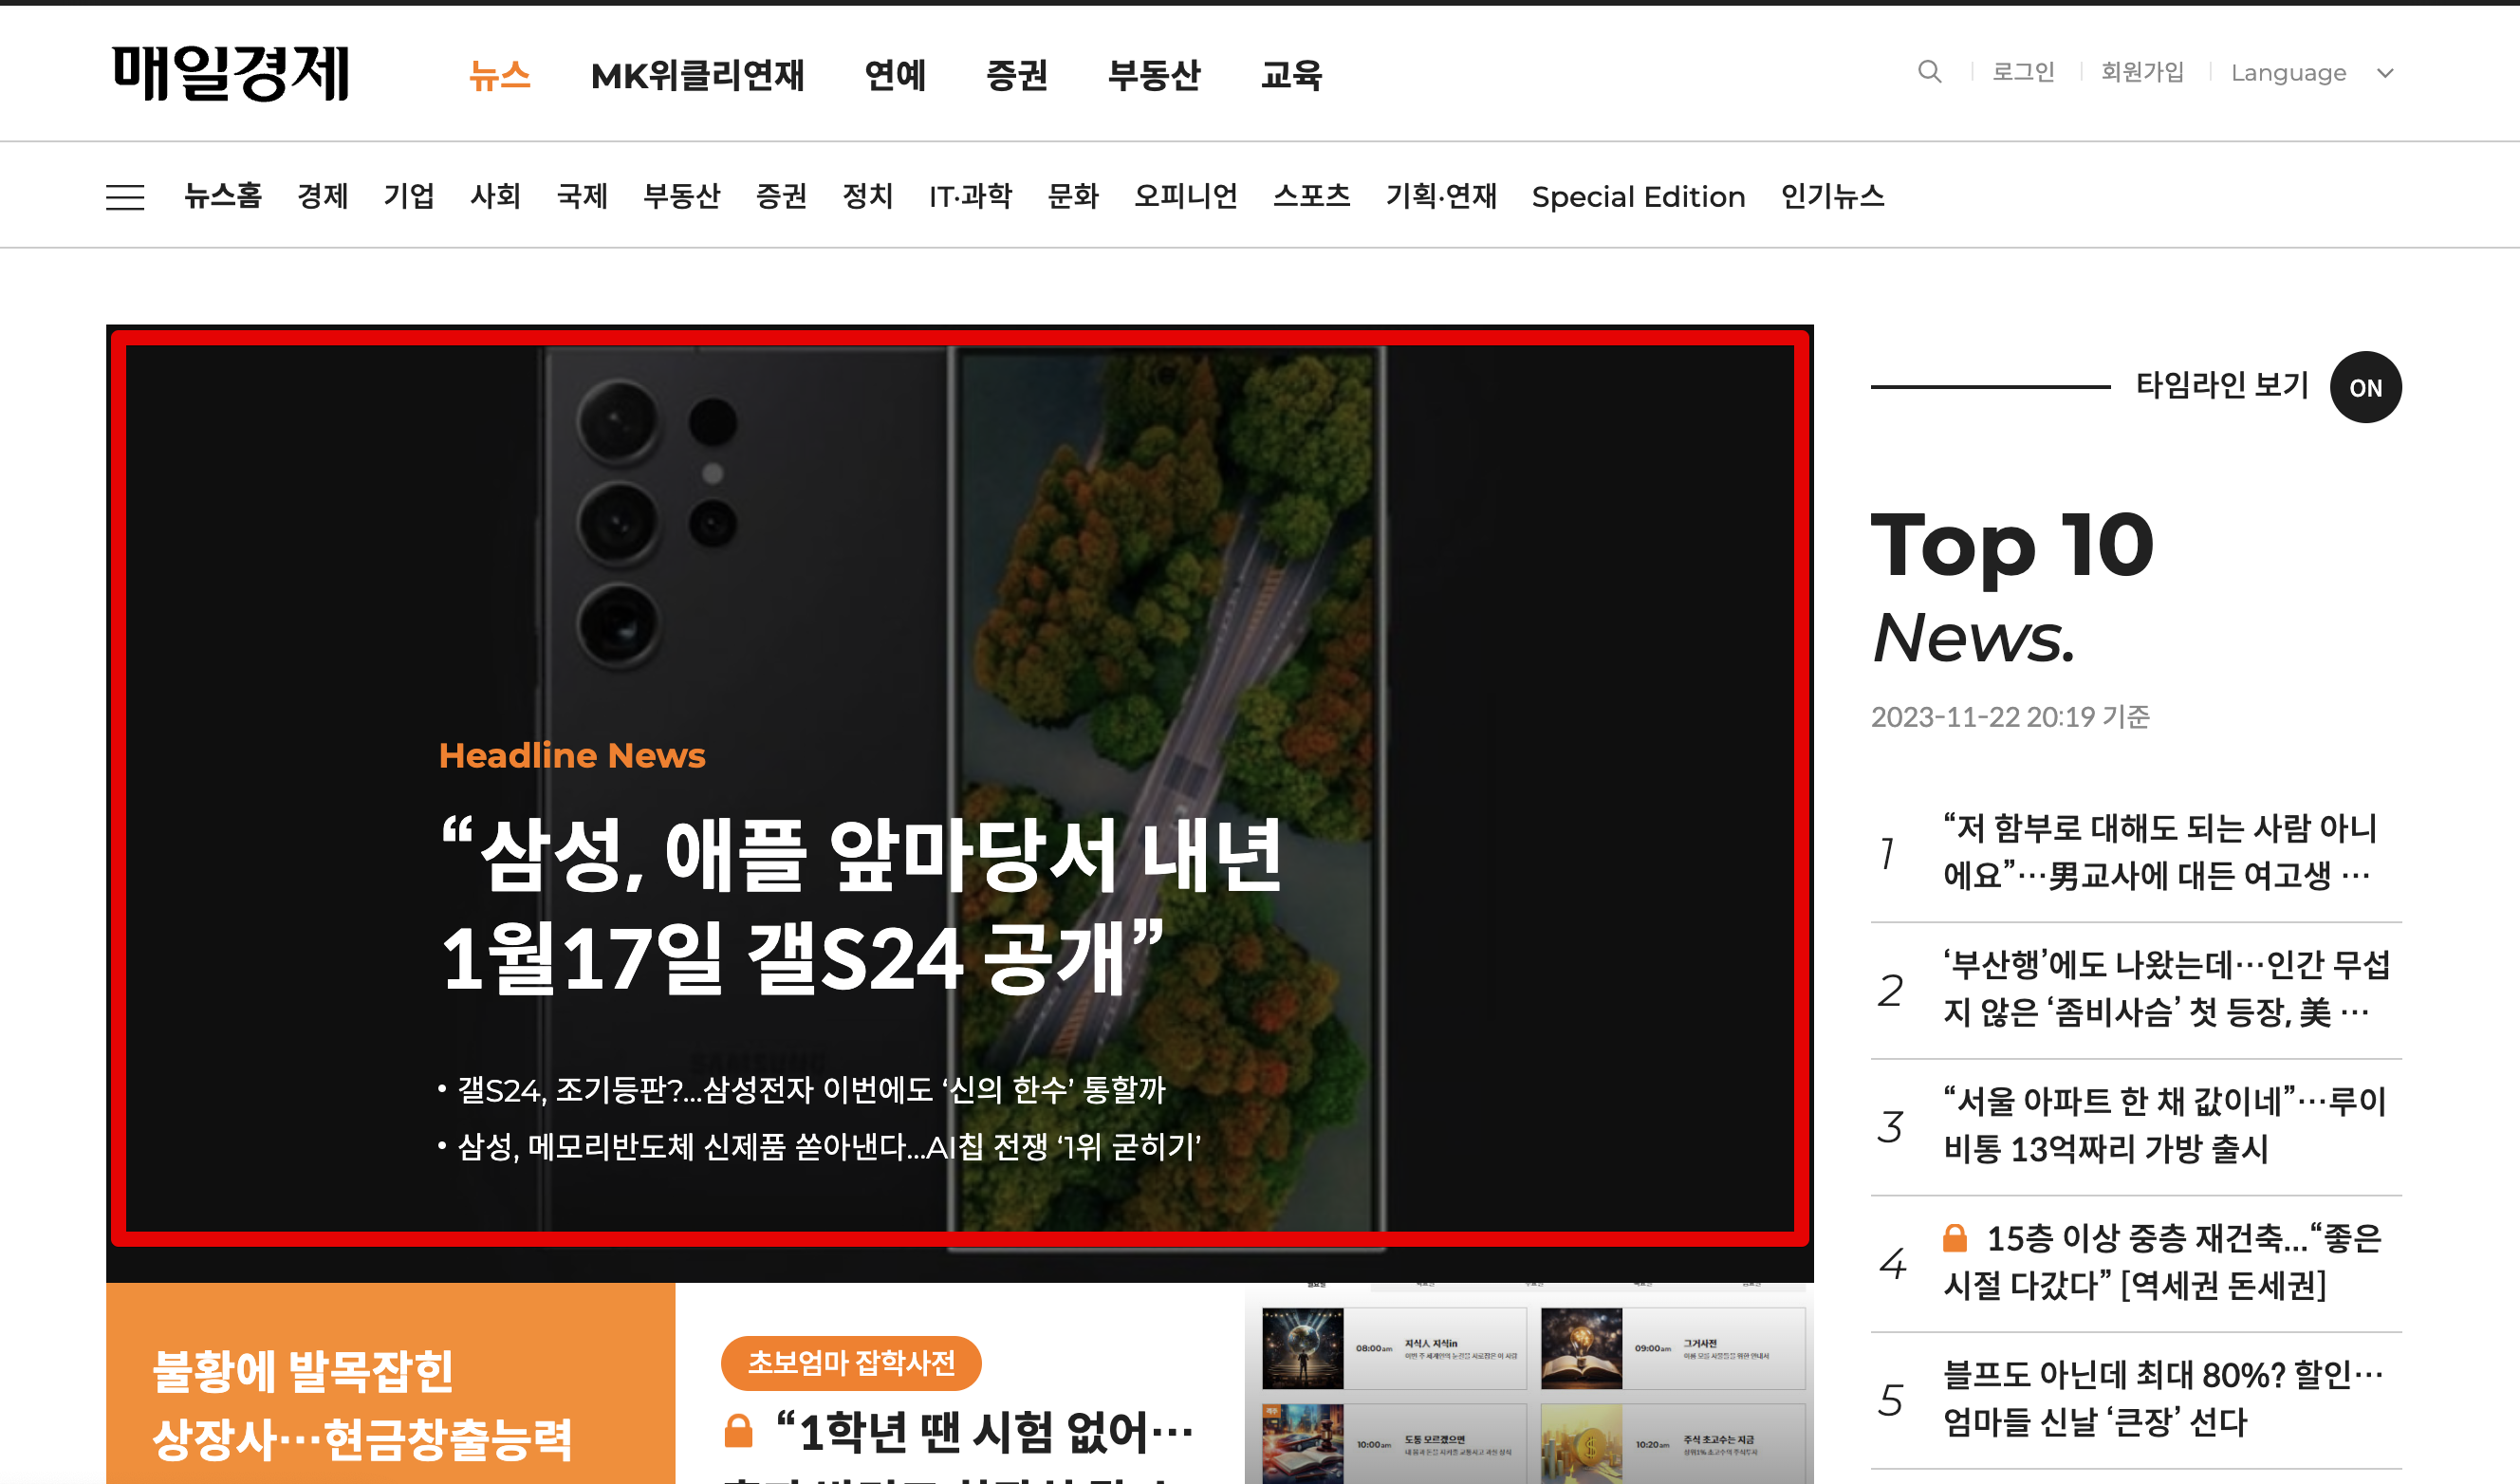 매일경제
뉴스 MK위클리연재 연예 증권 부동산 교육
로그인 회원가입 Language
뉴스홈 경제 기업 사회 국제 부동산 증권 정치 IT·과학 문화 오피니언 스포츠 기획·연재 Special Edition 인기뉴스
Headline News
“삼성, 애플 앞마당서 내년
1월17일 갤S24 공개”
• 갤S24, 조기등판?...삼성전자 이번에도 ‘신의 한수’ 통할까
• 삼성, 메모리반도체 신제품 쏟아낸다...AI칩 전쟁 ‘1위 굳히기’
타임라인 보기 ON
Top 10
News.
2023-11-22 20:19 기준
1 “저 함부로 대해도 되는 사람 아니
에요”…男교사에 대든 여고생 …
2 ‘부산행’에도 나왔는데…인간 무섭
지 않은 ‘좀비사슴’ 첫 등장, 美 …
3 “서울 아파트 한 채 값이네”…루이
비통 13억짜리 가방 출시
4 15층 이상 중층 재건축...“좋은
시절 다갔다” [역세권 돈세권]
5 블프도 아닌데 최대 80%? 할인…
엄마들 신날 ‘큰장’ 선다
불황에 발목잡힌
상장사…현금창출능력
초보엄마 잡학사전
“1학년 땐 시험 없어…
08:00am 지식人 지식in
09:00am 그거사전
10:00am 도통 모르겠으면
10:20am 주식 초고수는 지금